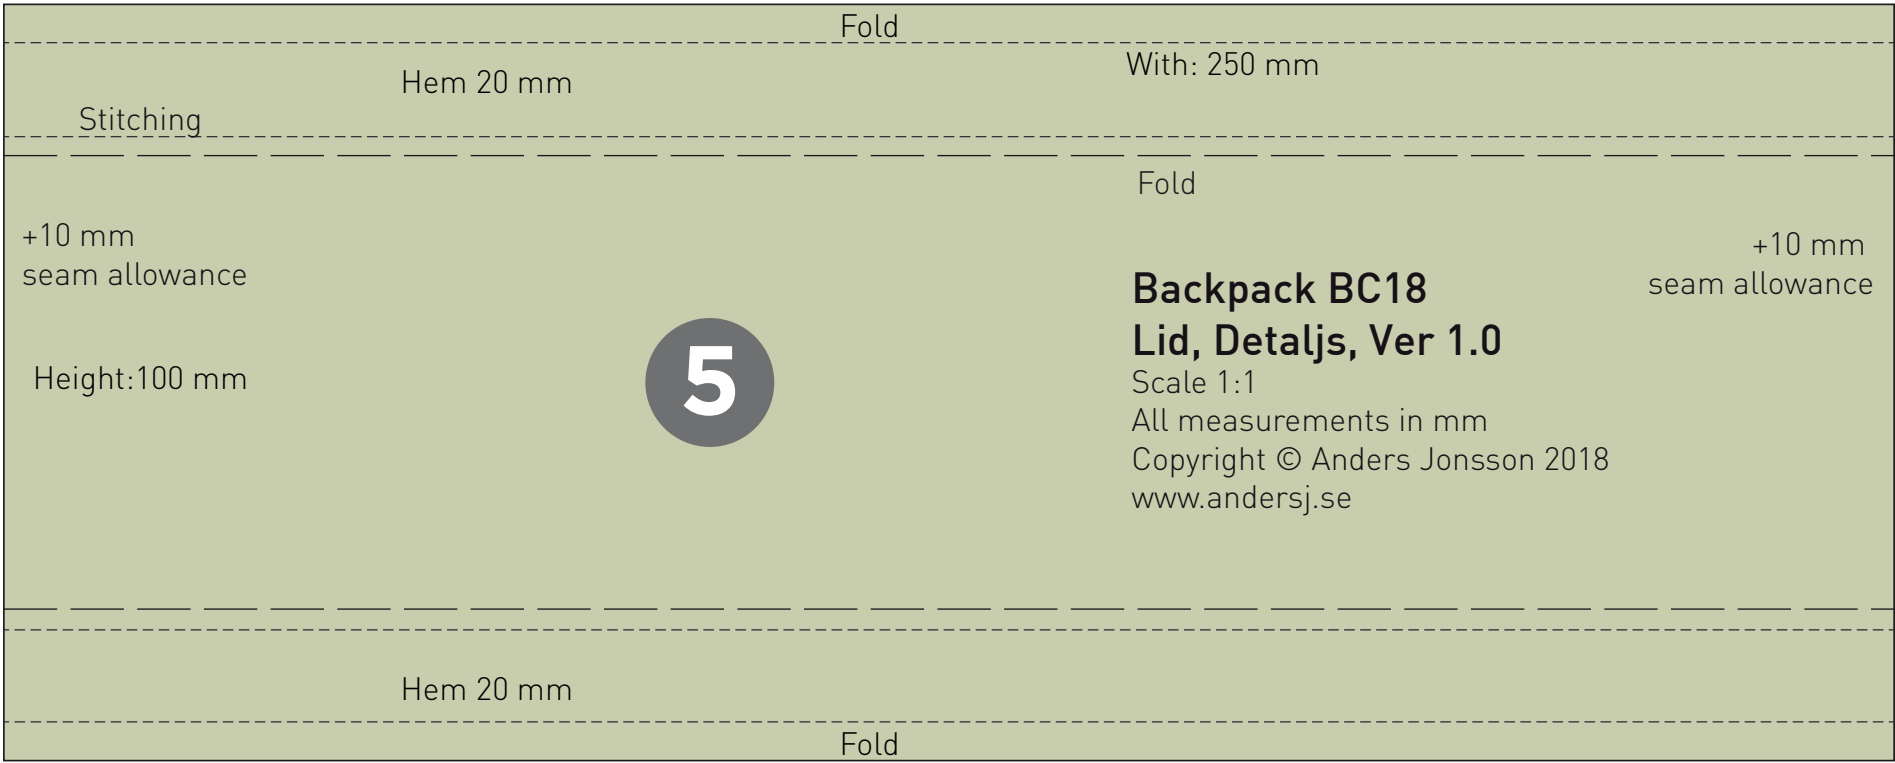 Fold
With: 250 mm
Hem 20 mm
Stitching
Fold
+10 mm
seam allowance
+10 mm
seam allowance
Backpack BC18
Lid, Detaljs, Ver 1.0
Scale 1:1
All measurements in mm
Copyright © Anders Jonsson 2018
www.andersj.se
Height:100 mm
5
Hem 20 mm
Fold